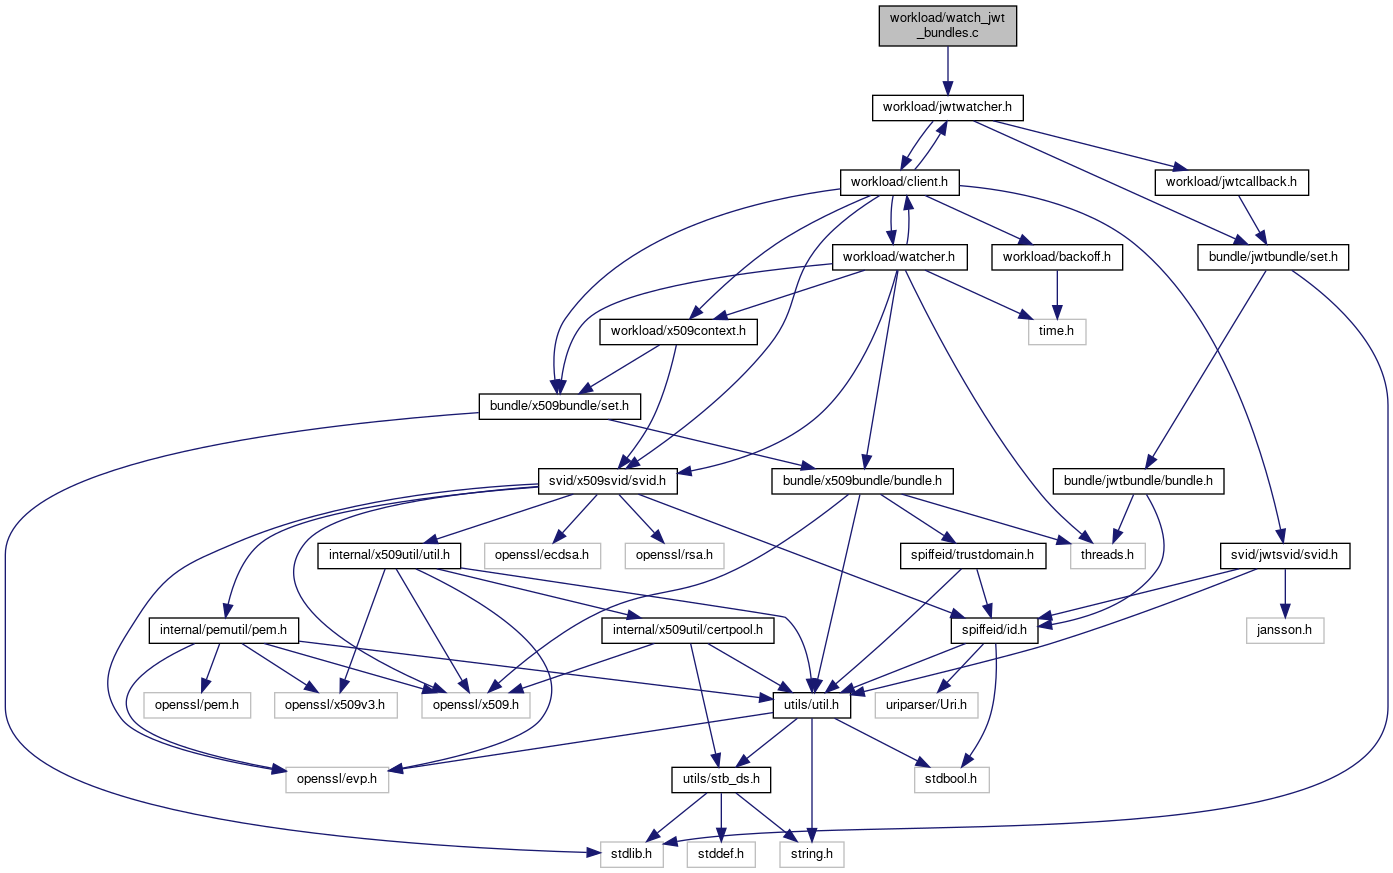 workload/watch_jwt
_bundles.c
workload/jwtwatcher.h
workload/client.h
workload/jwtcallback.h
workload/watcher.h
workload/backoff.h
bundle/jwtbundle/set.h
workload/x509context.h
time.h
bundle/x509bundle/set.h
svid/x509svid/svid.h
bundle/x509bundle/bundle.h
bundle/jwtbundle/bundle.h
internal/x509util/util.h
openssl/ecdsa.h
openssl/rsa.h
spiffeid/trustdomain.h
threads.h
svid/jwtsvid/svid.h
internal/pemutil/pem.h
internal/x509util/certpool.h
spiffeid/id.h
jansson.h
openssl/pem.h
openssl/x509v3.h
openssl/x509.h
utils/util.h
uriparser/Uri.h
openssl/evp.h
utils/stb_ds.h
stdbool.h
stdlib.h
stddef.h
string.h